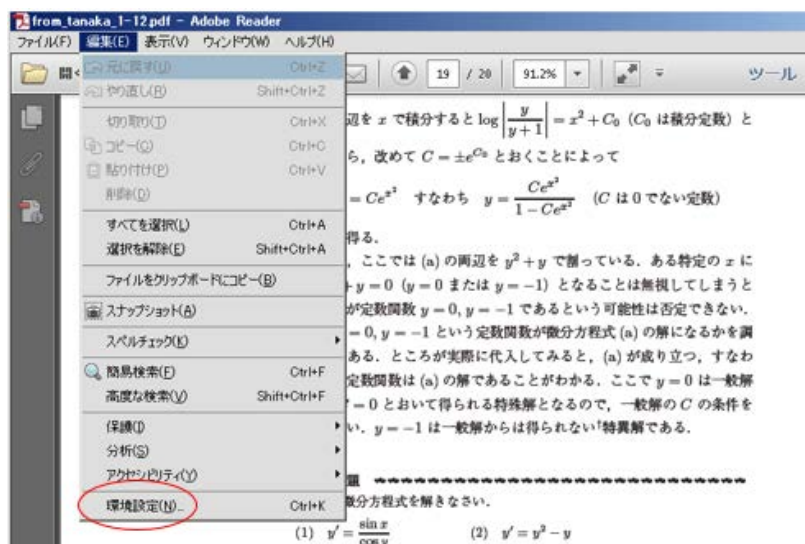 from_tanaka_1-12.pdf - Adobe Reader
ファイル(F) 編集(E) 表示(V) ウィンドウ(W) ヘルプ(H)
開く 19 / 20 91.2% ツール
元に戻す(U) Ctrl+Z
やり直し(R) Shift+Ctrl+Z
切り取り(T) Ctrl+X
コピー(C) Ctrl+C
貼り付け(P) Ctrl+V
削除(D)
すべてを選択(L) Ctrl+A
選択を解除(E) Shift+Ctrl+A
ファイルをクリップボードにコピー(B)
スナップショット(A)
スペルチェック(K)
簡易検索(F) Ctrl+F
高度な検索(V) Shift+Ctrl+F
保護(I)
分析(S)
アクセシビリティ(Y)
環境設定(N)... Ctrl+K
辺を x で積分すると log|y/(y+1)| = x² + C₀ (C₀ は積分定数) と
ら，改めて C = ±e^{C₀} とおくことによって
= Ce^{x²} すなわち y = Ce^{x²}/(1 − Ce^{x²}) (C は 0 でない定数)
得る．
，ここでは (a) の両辺を y² + y で割っている．ある特定の x に
+ y = 0 (y = 0 または y = −1) となることは無視してしまうと
が定数関数 y = 0, y = −1 であるという可能性は否定できない．
= 0, y = −1 という定数関数が微分方程式 (a) の解になるかを調
ある．ところが実際に代入してみると，(a) が成り立つ，すなわ
定数関数は (a) の解であることがわかる．ここで y = 0 は一般解
= 0 とおいて得られる特殊解となるので，一般解の C の条件を
い．y = −1 は一般解からは得られない†特異解である．
題
微分方程式を解きなさい．
(1) y′ = sin x/cos y (2) y′ = y² − y